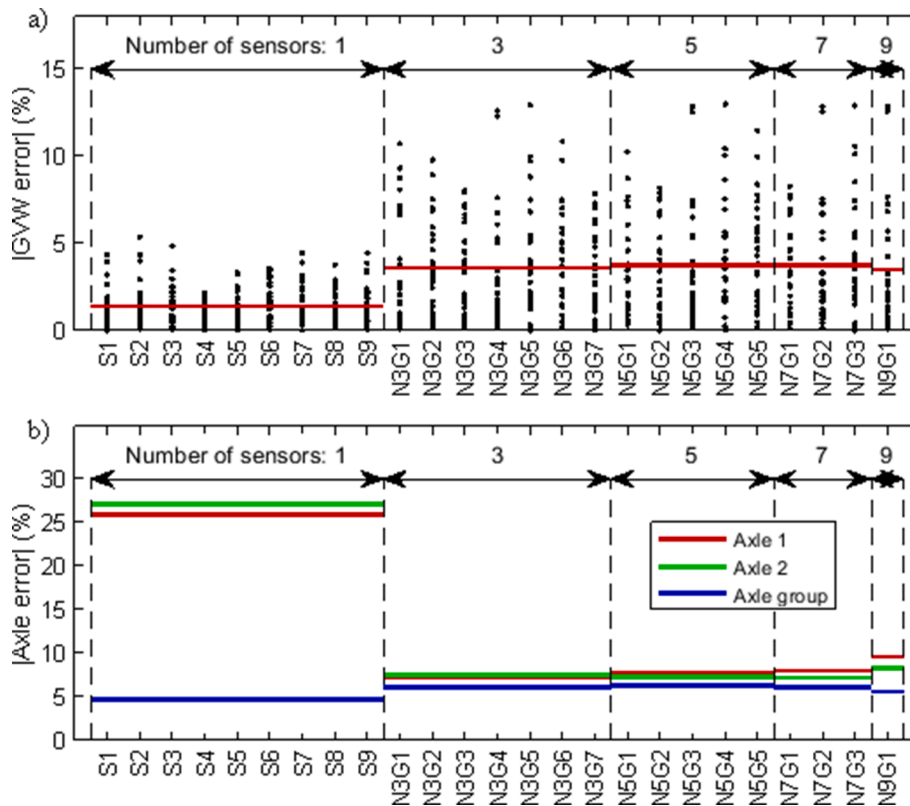 a)
Number of sensors: 1
3
5
7
9
15
10
5
0
|GVW error| (%)
S1
S2
S3
S4
S5
S6
S7
S8
S9
N3G1
N3G2
N3G3
N3G4
N3G5
N3G6
N3G7
N5G1
N5G2
N5G3
N5G4
N5G5
N7G1
N7G2
N7G3
N9G1
b)
Number of sensors: 1
3
5
7
9
30
25
20
15
10
5
0
|Axle error| (%)
Axle 1
Axle 2
Axle group
S1
S2
S3
S4
S5
S6
S7
S8
S9
N3G1
N3G2
N3G3
N3G4
N3G5
N3G6
N3G7
N5G1
N5G2
N5G3
N5G4
N5G5
N7G1
N7G2
N7G3
N9G1